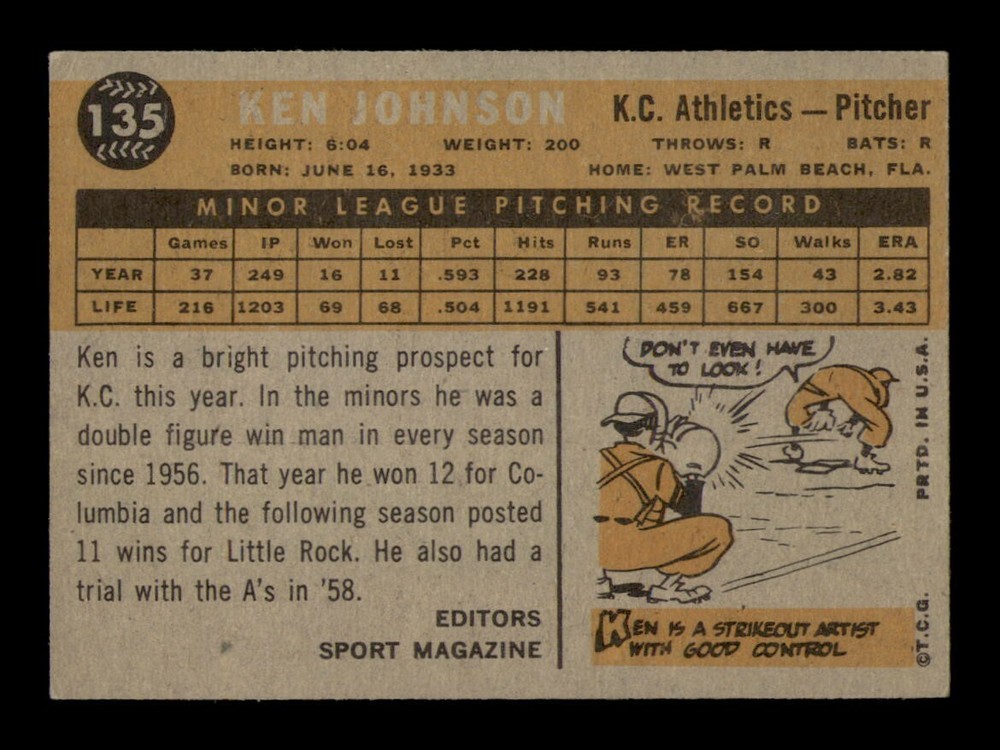 135
KEN JOHNSON
K.C. Athletics — Pitcher
HEIGHT: 6:04 WEIGHT: 200 THROWS: R BATS: R
BORN: JUNE 16, 1933 HOME: WEST PALM BEACH, FLA.
MINOR LEAGUE PITCHING RECORD
Games IP Won Lost Pct Hits Runs ER SO Walks ERA
YEAR 37 249 16 11 .593 228 93 78 154 43 2.82
LIFE 216 1203 69 68 .504 1191 541 459 667 300 3.43
Ken is a bright pitching prospect for
K.C. this year. In the minors he was a
double figure win man in every season
since 1956. That year he won 12 for Co-
lumbia and the following season posted
11 wins for Little Rock. He also had a
trial with the A's in '58.
EDITORS
SPORT MAGAZINE
DON'T EVEN HAVE
TO LOOK!
KEN IS A STRIKEOUT ARTIST
WITH GOOD CONTROL
©T.C.G. PRTD. IN U.S.A.